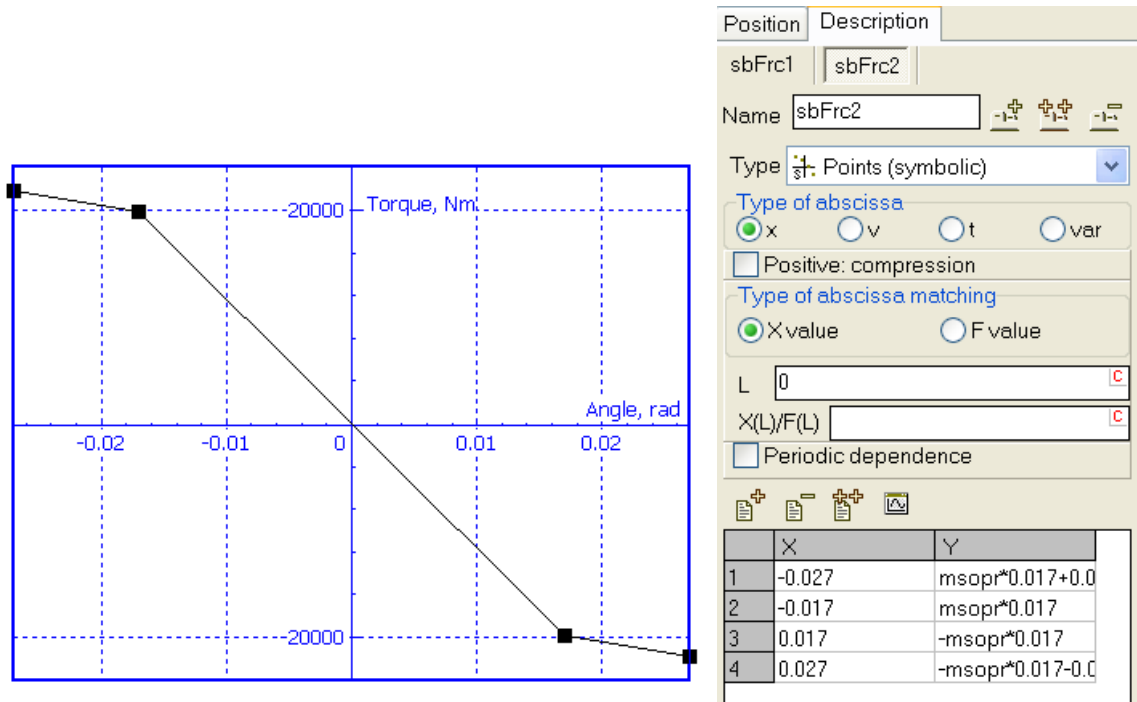 20000
Torque, Nm
Angle, rad
-0.02
-0.01
0
0.01
0.02
-20000
Position
Description
sbFrc1
sbFrc2
Name
sbFrc2
Type
Points (symbolic)
Type of abscissa
x
v
t
var
Positive: compression
Type of abscissa matching
X value
F value
L
0
C
X(L)/F(L)
C
Periodic dependence
X Y
1 -0.027 msopr*0.017+0.0
2 -0.017 msopr*0.017
3 0.017 -msopr*0.017
4 0.027 -msopr*0.017-0.0